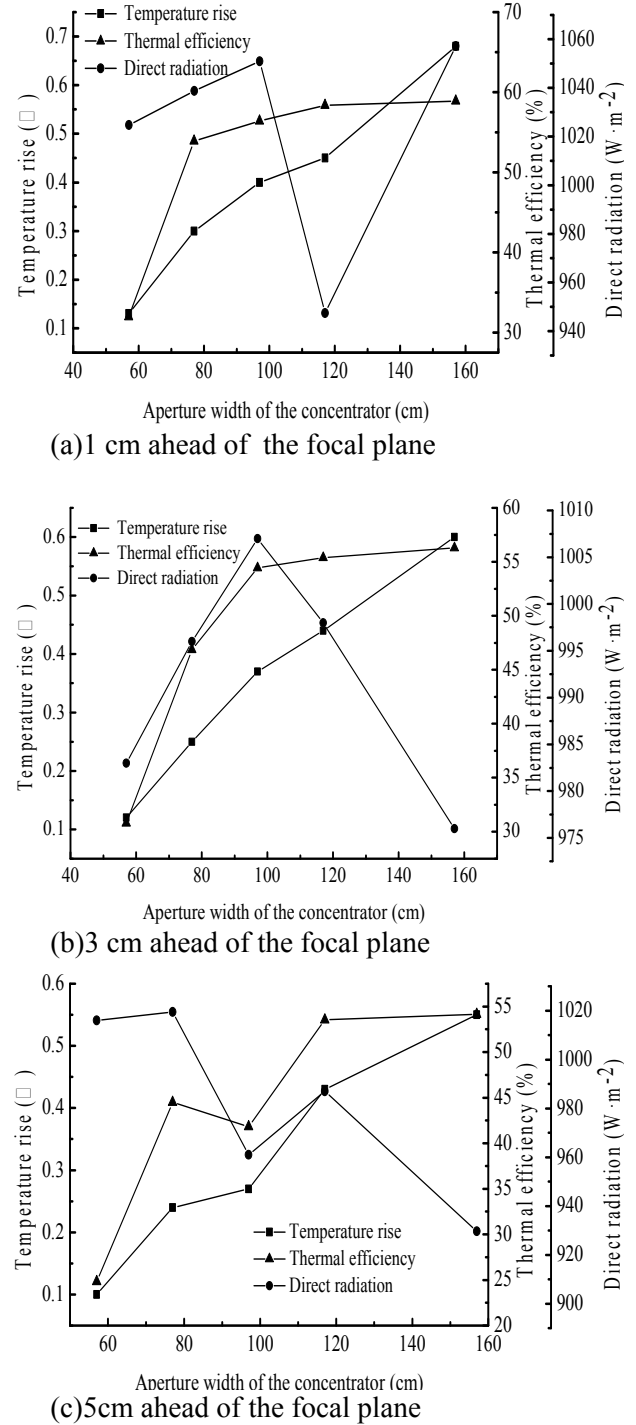 Temperature rise
Thermal efficiency
Direct radiation
0.7
0.6
0.5
0.4
0.3
0.2
0.1
Temperature rise (□)
70
60
50
40
30
Thermal efficiency (%)
1060
1040
1020
1000
980
960
940
Direct radiation (W·m-2)
40 60 80 100 120 140 160
Aperture width of the concentrator (cm)
(a)1 cm ahead of the focal plane
Temperature rise
Thermal efficiency
Direct radiation
0.6
0.5
0.4
0.3
0.2
0.1
Temperature rise (□)
60
55
50
45
40
35
30
Thermal efficiency (%)
1010
1005
1000
995
990
985
980
975
Direct radiation (W·m-2)
40 60 80 100 120 140 160
Aperture width of the concentrator (cm)
(b)3 cm ahead of the focal plane
0.6
0.5
0.4
0.3
0.2
0.1
Temperature rise (□)
Temperature rise
Thermal efficiency
Direct radiation
55
50
45
40
35
30
25
20
Thermal efficiency (%)
1020
1000
980
960
940
920
900
Direct radiation (W·m-2)
60 80 100 120 140 160
Aperture width of the concentrator (cm)
(c)5cm ahead of the focal plane